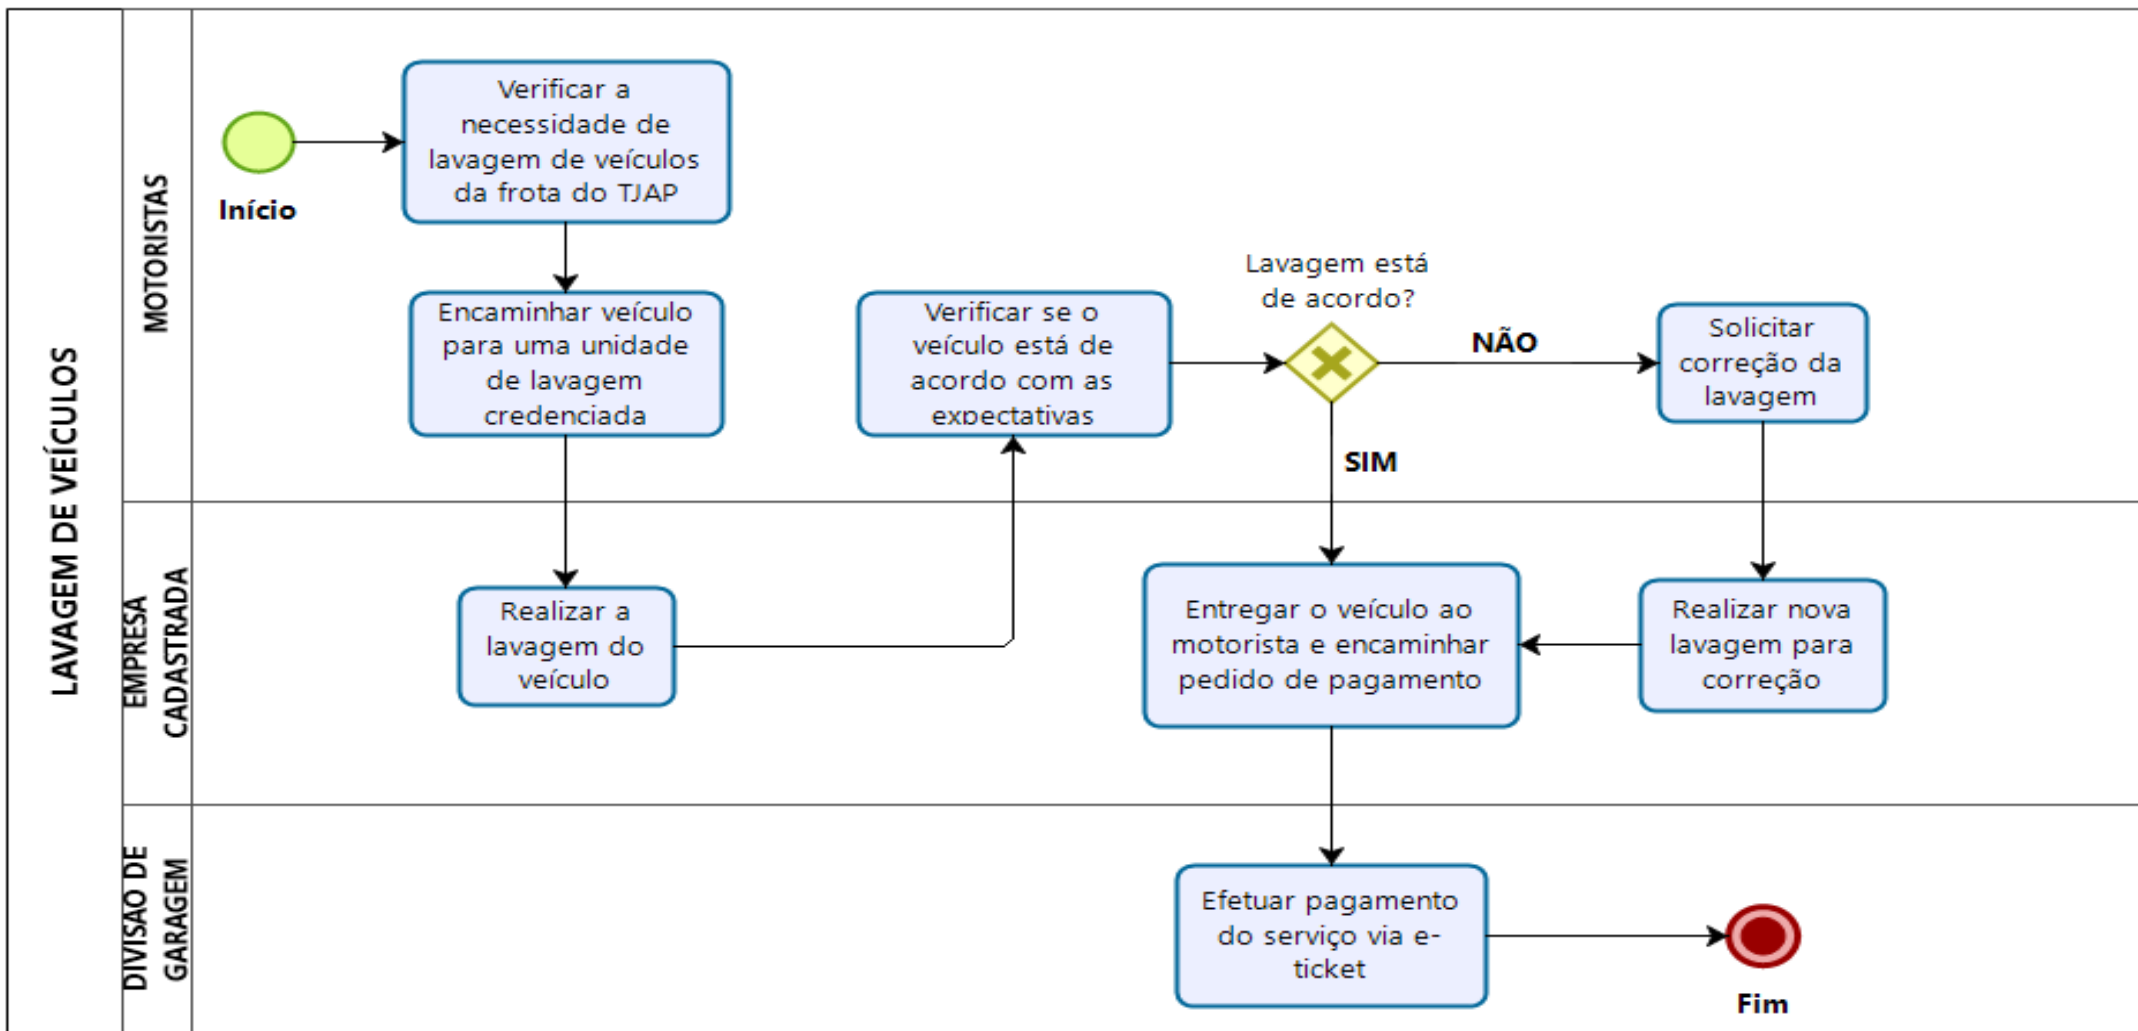 LAVAGEM DE VEÍCULOS
MOTORISTAS
Início
Verificar a
necessidade de
lavagem de veículos
da frota do TJAP
Encaminhar veículo
para uma unidade
de lavagem
credenciada
Verificar se o
veículo está de
acordo com as
expectativas
Lavagem está
de acordo?
NÃO
SIM
Solicitar
correção da
lavagem
EMPRESA
CADASTRADA
Realizar a
lavagem do
veículo
Entregar o veículo ao
motorista e encaminhar
pedido de pagamento
Realizar nova
lavagem para
correção
DIVISAO DE
GARAGEM
Efetuar pagamento
do serviço via e-
ticket
Fim